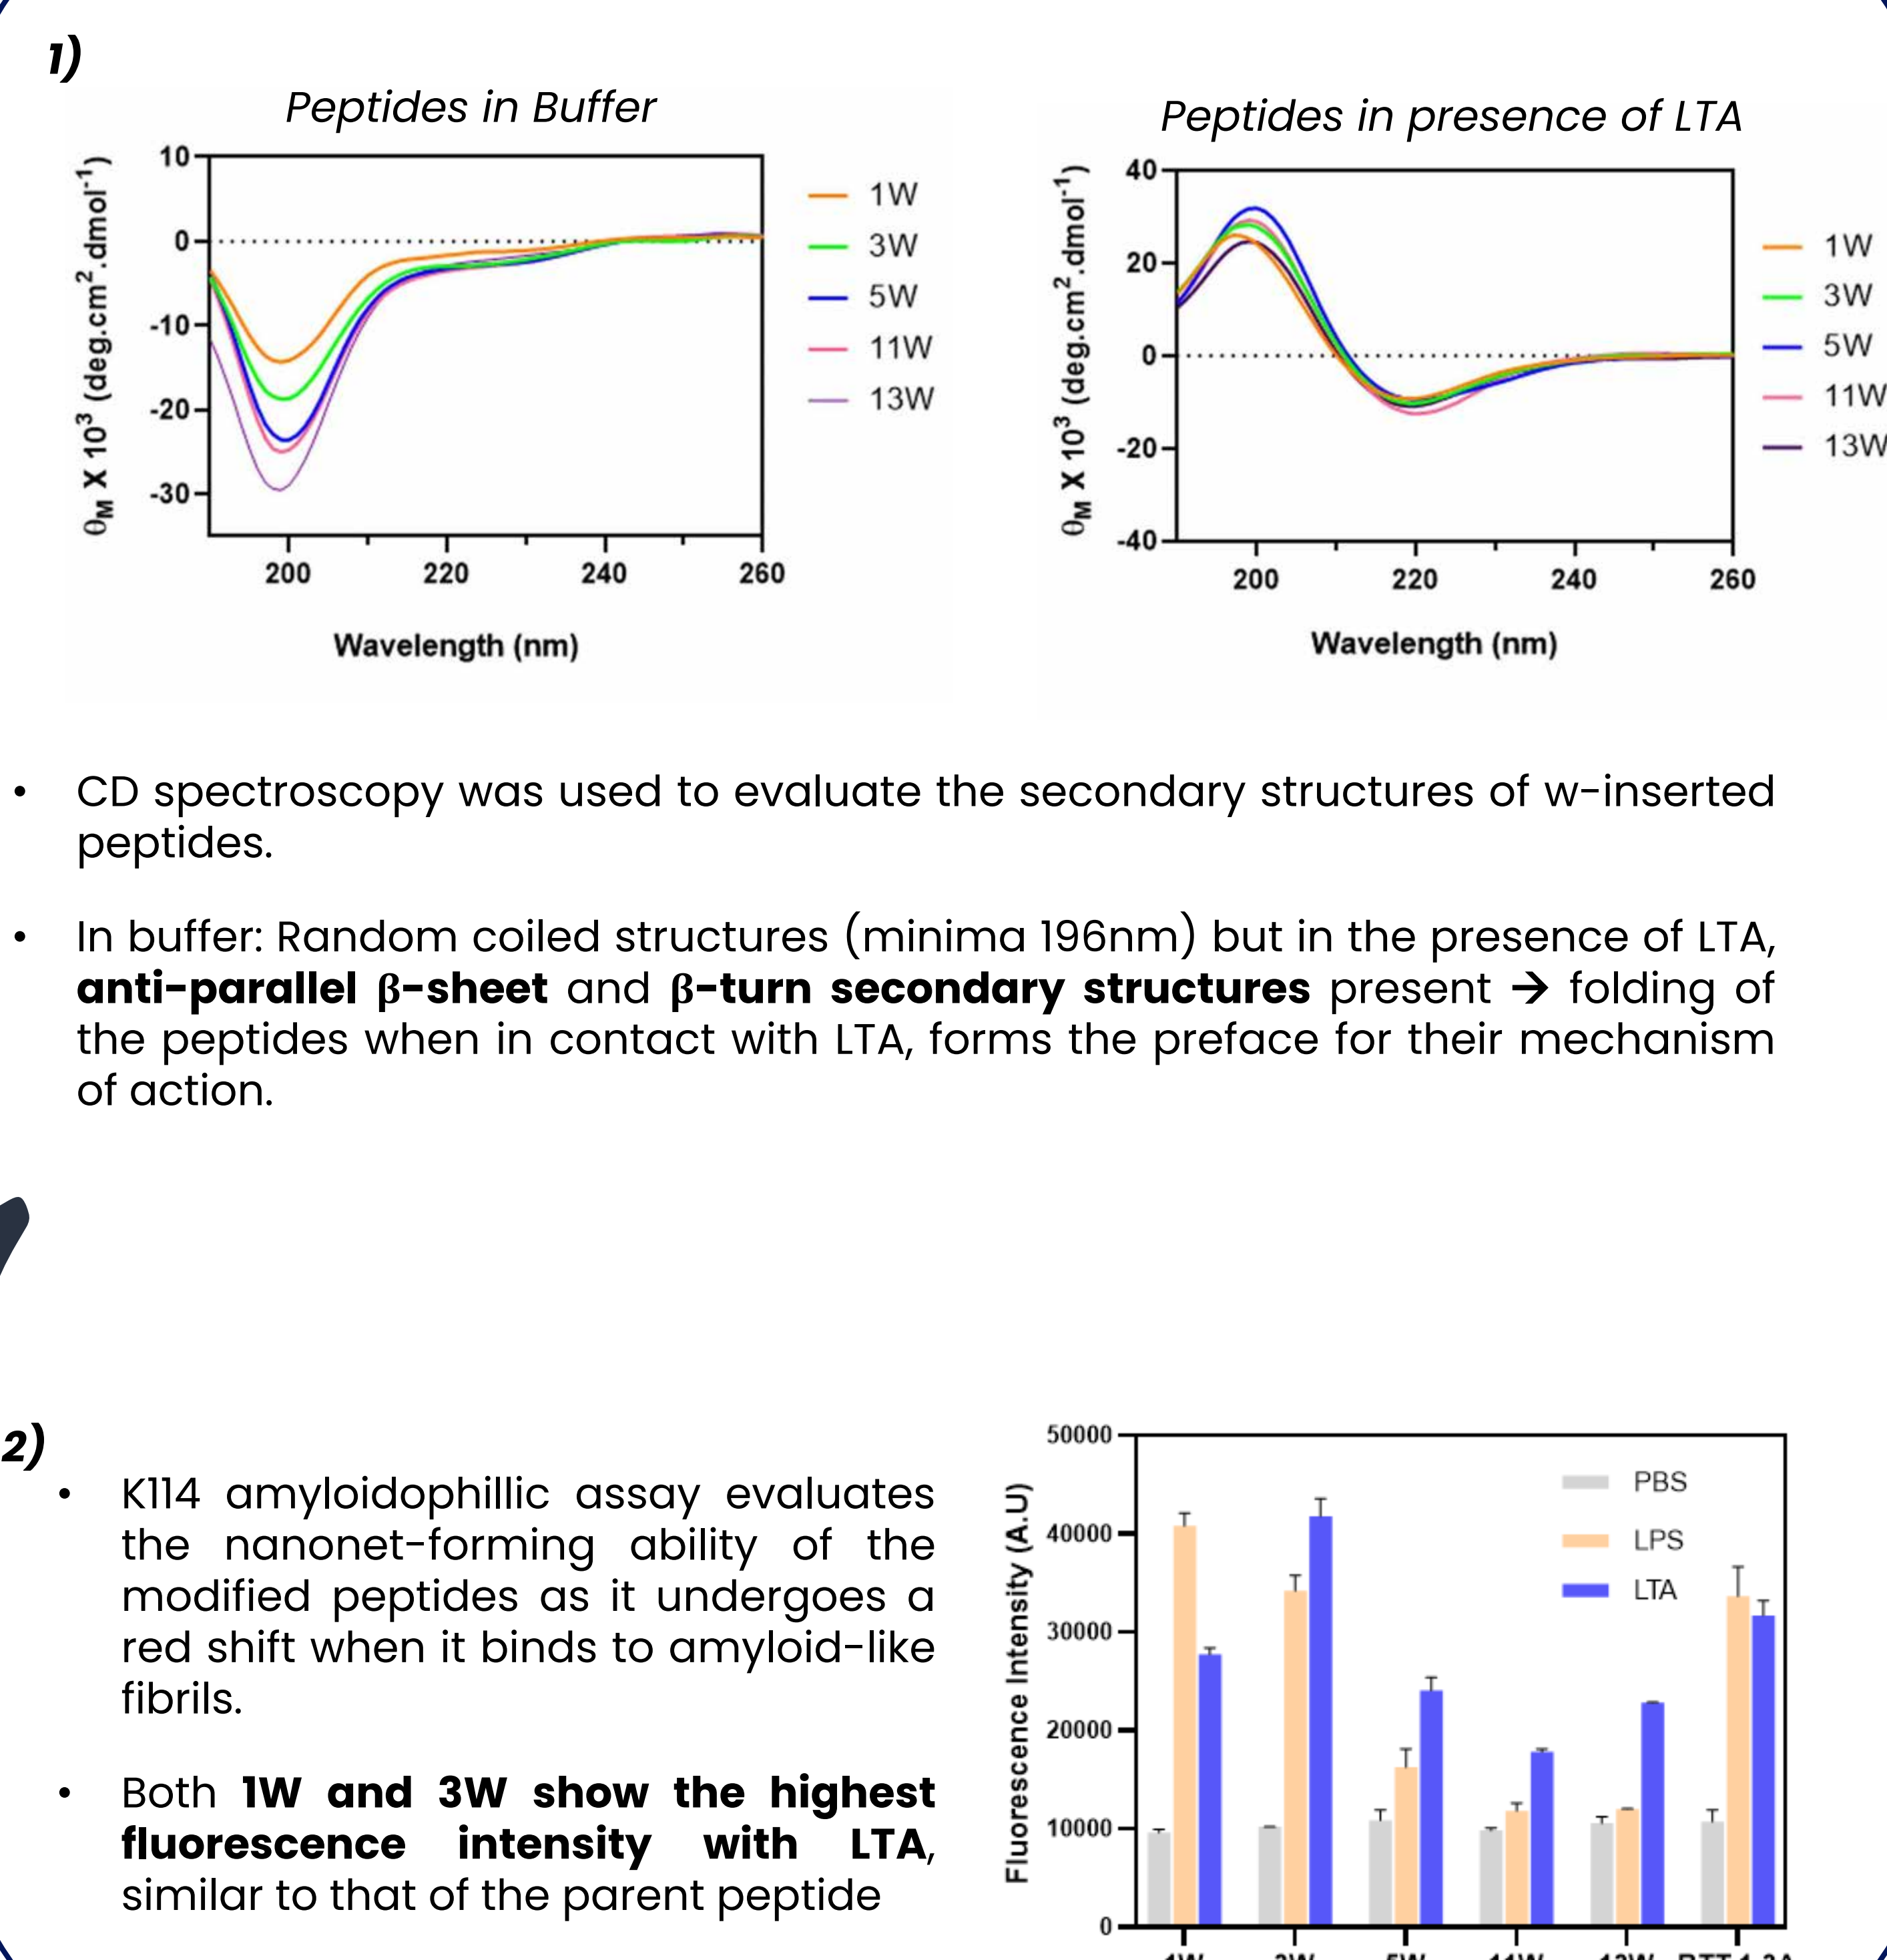 1)
Peptides in Buffer
10
0
-10
-20
-30
θM X 10³ (deg.cm².dmol⁻¹)
200 220 240 260
Wavelength (nm)
1W
3W
5W
11W
13W
Peptides in presence of LTA
40
20
0
-20
-40
θM X 10³ (deg.cm².dmol⁻¹)
200 220 240 260
Wavelength (nm)
1W
3W
5W
11W
13W
• CD spectroscopy was used to evaluate the secondary structures of w-inserted
peptides.
• In buffer: Random coiled structures (minima 196nm) but in the presence of LTA,
anti-parallel β-sheet and β-turn secondary structures present → folding of
the peptides when in contact with LTA, forms the preface for their mechanism
of action.
2)
• K114 amyloidophillic assay evaluates
the nanonet-forming ability of the
modified peptides as it undergoes a
red shift when it binds to amyloid-like
fibrils.
• Both 1W and 3W show the highest
fluorescence intensity with LTA,
similar to that of the parent peptide
50000
40000
30000
20000
10000
0
Fluorescence Intensity (A.U)
PBS
LPS
LTA
1W 3W 5W 11W 13W